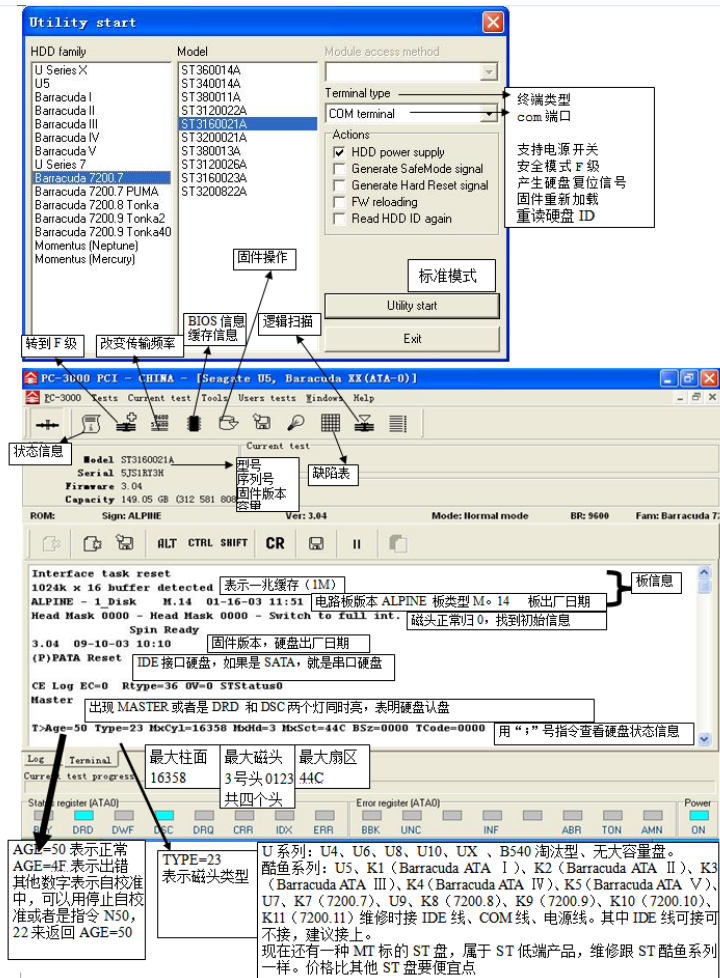 Utility start
HDD family
Model
Module access method
U Series X
U5
Barracuda I
Barracuda II
Barracuda III
Barracuda IV
Barracuda V
U Series 7
Barracuda 7200.7
Barracuda 7200.7 PUMA
Barracuda 7200.8 Tonka
Barracuda 7200.9 Tonka2
Barracuda 7200.9 Tonka40
Momentus (Neptune)
Momentus (Mercury)
ST360014A
ST340014A
ST380011A
ST3120022A
ST3160021A
ST3200021A
ST380013A
ST3120026A
ST3160023A
ST3200822A
Terminal type
COM terminal
Actions
HDD power supply
Generate SafeMode signal
Generate Hard Reset signal
FW reloading
Read HDD ID again
Utility start
Exit
终端类型
com 端口
支持电源开关
安全模式 F 级
产生硬盘复位信号
固件重新加载
重读硬盘 ID
标准模式
固件操作
转到 F 级
改变传输频率
BIOS 信息
缓存信息
逻辑扫描
PC-3000 PCI - CHINA - [Seagate U5, Baracuda XX(ATA-0)]
PC-3000 Tests Current test Tools Users tests Windows Help
状态信息
Current test
Model ST3160021A
Serial 5JS1RY3H
Firmware 3.04
Capacity 149.05 GB (312 581 808
型号
序列号
固件版本
容量
缺陷表
ROM: Sign: ALPINE Ver: 3.04 Mode: Normal mode BR: 9600 Fam: Barracuda 72
ALT CTRL SHIFT CR
Interface task reset
1024k x 16 buffer detected
表示一兆缓存（1M）
板信息
ALPINE - 1_Disk M.14 01-16-03 11:51
电路板版本 ALPINE 板类型 M。14 板出厂日期
Head Mask 0000 - Head Mask 0000 - Switch to full int.
磁头正常归 0，找到初始信息
Spin Ready
3.04 09-10-03 10:10
固件版本，硬盘出厂日期
(P)PATA Reset
IDE 接口硬盘，如果是 SATA，就是串口硬盘
CE Log EC=0 Rtype=36 0V=0 STStatus0
Master
出现 MASTER 或者是 DRD 和 DSC 两个灯同时亮，表明硬盘认盘
T>Age=50 Type=23 MxCyl=16358 MxHd=3 MxSct=44C BSz=0000 TCode=0000
用“；”号指令查看硬盘状态信息
Log Terminal
Current test progress
最大柱面
16358
最大磁头
3号头 0123
共四个头
最大扇区
44C
Status register (ATA0)
Error register (ATA0)
Power
BSY DRD DWF DSC DRQ CRR IDX ERR BBK UNC INF ABR TON AMN ON
AGE=50 表示正常
AGE=4F 表示出错
其他数字表示自校准
中，可以用停止自校
准或者是指令 N50，
22 来返回 AGE=50
TYPE=23
表示磁头类型
U 系列：U4、U6、U8、U10、UX 、B540 淘汰型、无大容量盘。
酷鱼系列：U5、K1（Barracuda ATA Ⅰ）、K2（Barracuda ATA Ⅱ）、K3
（Barracuda ATA Ⅲ）、K4（Barracuda ATA Ⅳ）、K5（Barracuda ATA Ⅴ）、
U7、K7（7200.7）、U9、K8（7200.8）、K9（7200.9）、K10（7200.10）、
K11（7200.11）维修时接 IDE 线、COM 线、电源线。其中 IDE 线可接可
不接，建议接上。
现在还有一种 MT 标的 ST 盘，属于 ST 低端产品，维修跟 ST 酷鱼系列
一样。价格比其他 ST 盘要便宜点